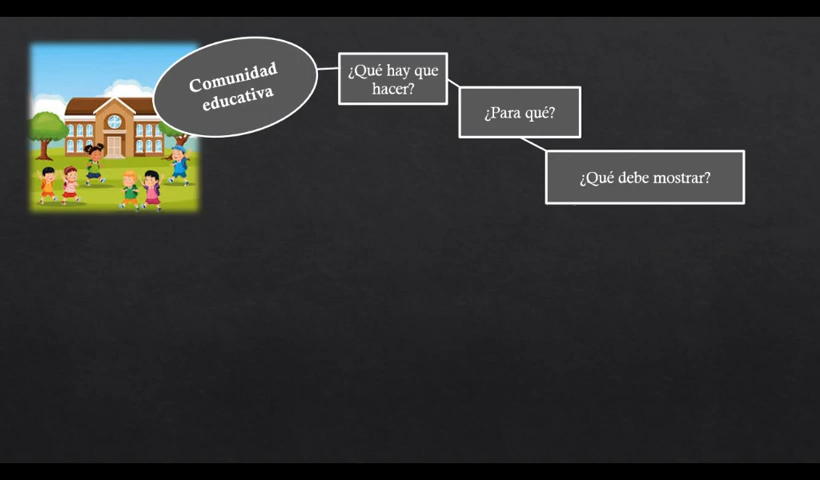 Comunidad
educativa
¿Qué hay que
hacer?
¿Para qué?
¿Qué debe mostrar?